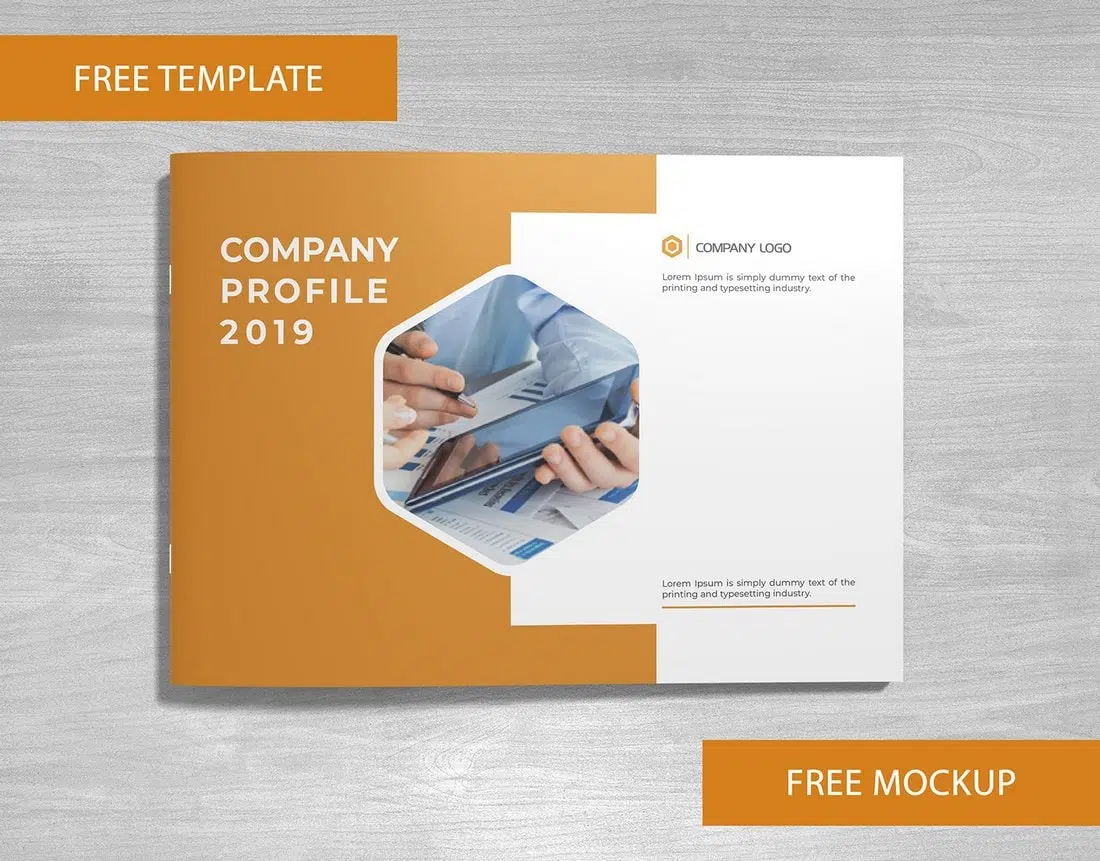 FREE TEMPLATE
COMPANY
PROFILE
2019
COMPANY LOGO
Lorem Ipsum is simply dummy text of the
printing and typesetting industry.
Lorem Ipsum is simply dummy text of the
printing and typesetting industry.
FREE MOCKUP